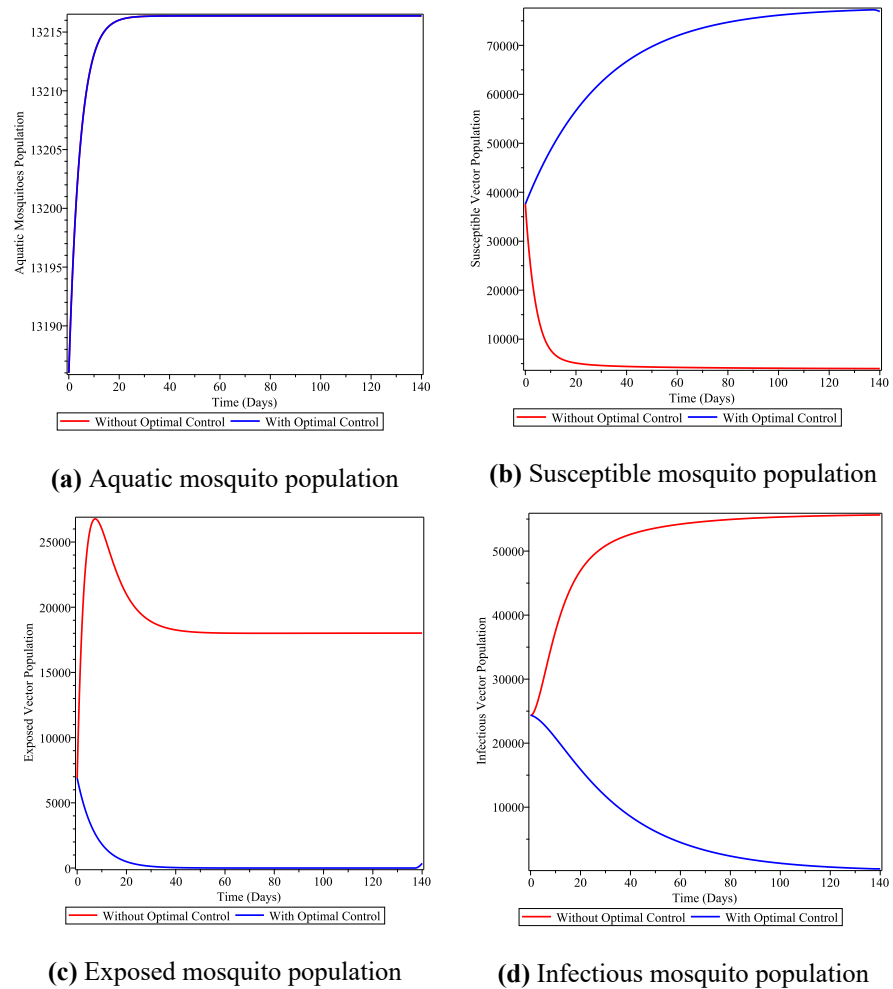 13215
13210
13205
13200
13195
13190
Aquatic Mosquitoes Population
0 20 40 60 80 100 120 140
Time (Days)
Without Optimal Control With Optimal Control
(a) Aquatic mosquito population
70000
60000
50000
40000
30000
20000
10000
Susceptible Vector Population
0 20 40 60 80 100 120 140
Time (Days)
Without Optimal Control With Optimal Control
(b) Susceptible mosquito population
25000
20000
15000
10000
5000
0
Exposed Vector Population
0 20 40 60 80 100 120 140
Time (Days)
Without Optimal Control With Optimal Control
(c) Exposed mosquito population
50000
40000
30000
20000
10000
Infectious Vector Population
0 20 40 60 80 100 120 140
Time (Days)
Without Optimal Control With Optimal Control
(d) Infectious mosquito population